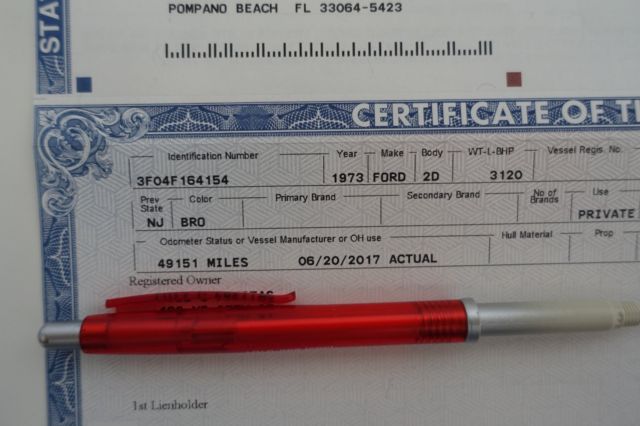 STA
POMPANO BEACH FL 33064-5423
CERTIFICATE OF T
Identification Number Year Make Body WT-L-BHP Vessel Regis. No.
3F04F164154 1973 FORD 2D 3120
Prev State Color Primary Brand Secondary Brand No of Brands Use
NJ BRO PRIVATE
Odometer Status or Vessel Manufacturer or OH use Hull Material Prop
49151 MILES 06/20/2017 ACTUAL
Registered Owner
1st Lienholder